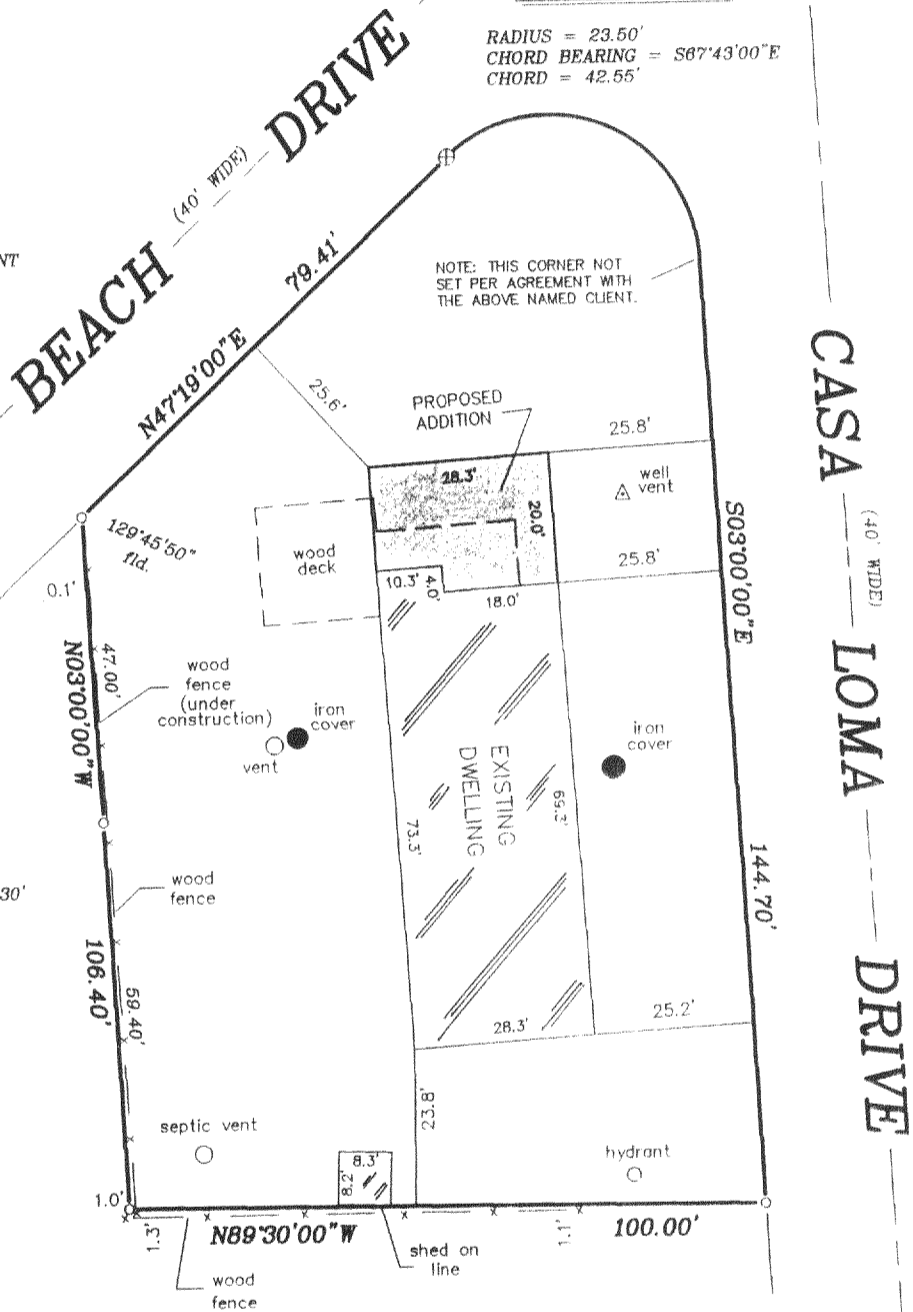 RADIUS = 23.50'
CHORD BEARING = S67°43'00"E
CHORD = 42.55'
BEACH (40' WIDE) DRIVE
NT
N47°19'00"E 79.41'
NOTE: THIS CORNER NOT
SET PER AGREEMENT WITH
THE ABOVE NAMED CLIENT.
25.6'
PROPOSED
ADDITION
25.8'
28.3'
20.0'
well
vent
CASA (40' WIDE) LOMA DRIVE
129°45'50"
fld.
wood
deck
0.1'
10.3'
4.0'
18.0'
25.8'
S03°00'00"E
N03°00'00"W
47.00'
wood
fence
(under
construction)
iron
cover
vent
iron
cover
EXISTING
DWELLING
73.3'
69.3'
144.70'
30'
wood
fence
106.40'
59.40'
28.3'
25.2'
23.8'
septic vent
hydrant
8.3'
8.2'
1.0'
1.3'
N89°30'00"W
1.1'
100.00'
shed on
line
wood
fence